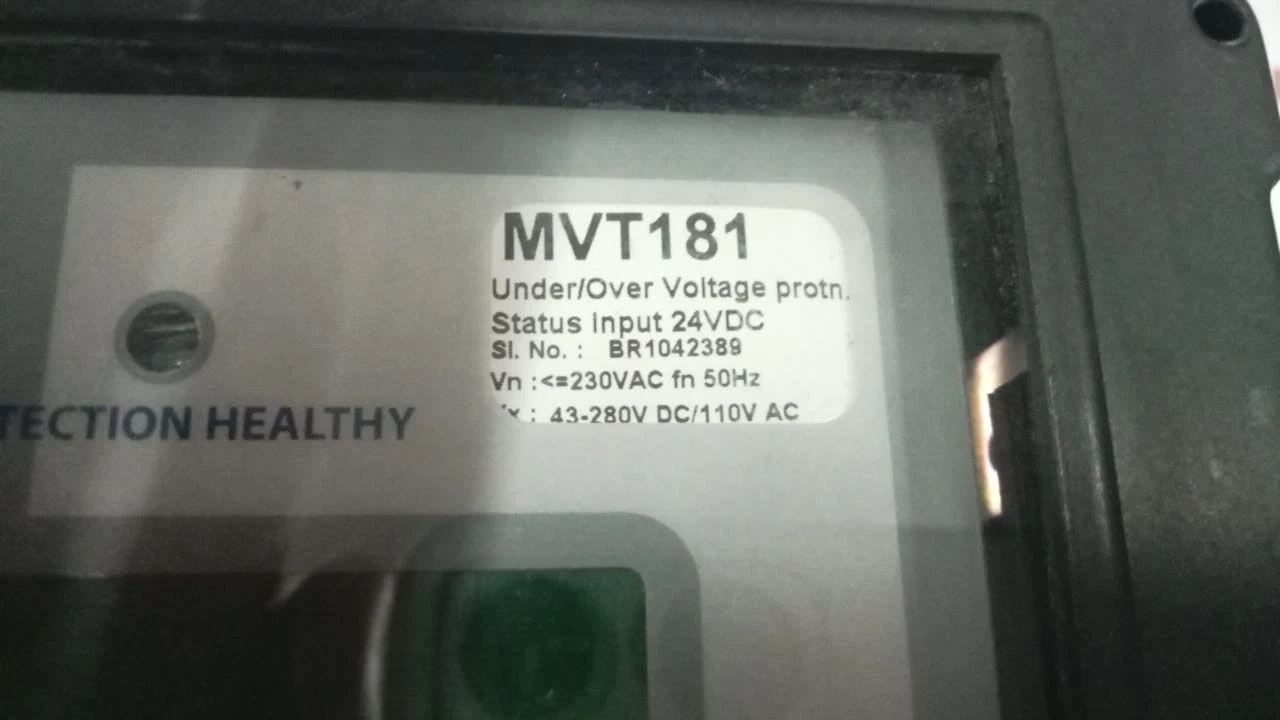 MVT181
Under/Over Voltage protn.
Status Input 24VDC
Sl. No. : BR1042389
Vn :<=230VAC fn 50Hz
x : 43-280V DC/110V AC
TECTION HEALTHY